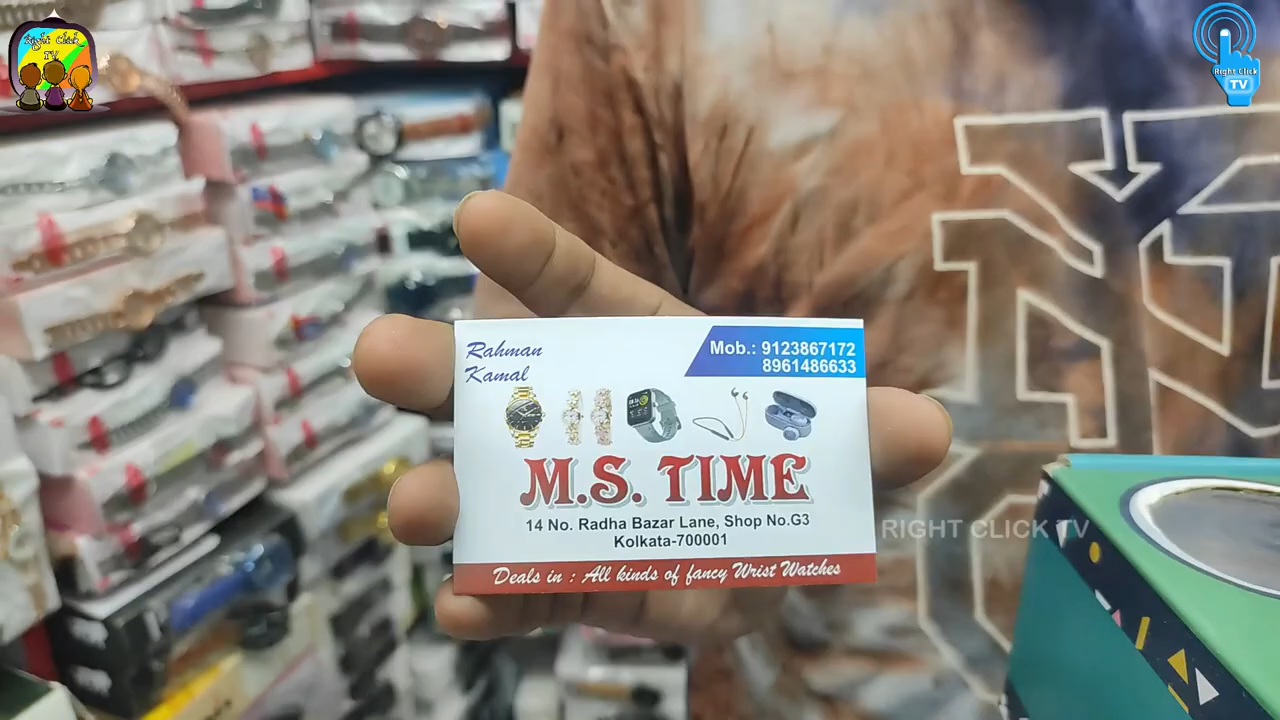 Right Click
TV
Right Click
TV
Rahman
Kamal
Mob.: 9123867172
8961486633
M.S. TIME
14 No. Radha Bazar Lane, Shop No.G3
Kolkata-700001
Deals in : All kinds of fancy Wrist Watches
RIGHT CLICK TV